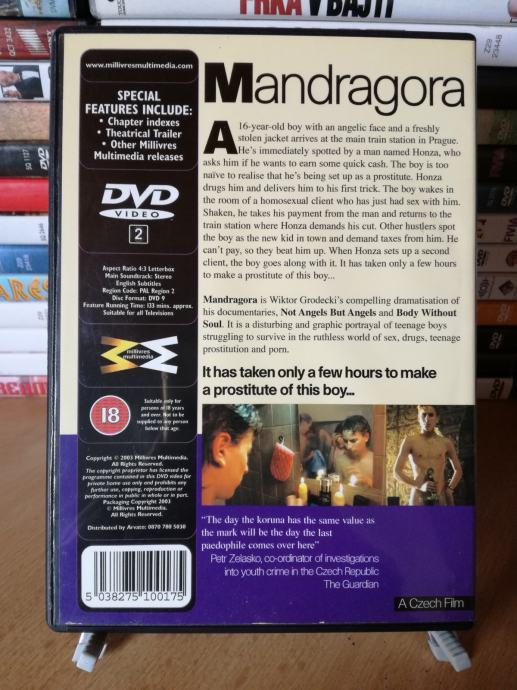 PRKA V BAJTI
Z29
23448
www.millivresmultimedia.com
SPECIAL
FEATURES INCLUDE:
• Chapter indexes
• Theatrical Trailer
• Other Millivres
Multimedia releases
DVD
VIDEO
2
Aspect Ratio 4:3 Letterbox
Main Soundtrack: Stereo
English Subtitles
Region Code: PAL Region 2
Disc Format: DVD 9
Feature Running Time: 133 mins. approx.
Suitable for all Televisions
millivres
multimedia
18
Suitable only for
persons of 18 years
and over. Not to be
supplied to any person
below that age.
Copyright © 2003 Millivres Multimedia.
All Rights Reserved.
The copyright proprietor has licensed the
programme contained in this DVD video for
private home use only and prohibits any
further use, copying, reproduction or
performance in public in whole or in part.
Packaging Copyright 2003
© Millivres Multimedia.
All Rights Reserved.
Distributed by Arvato: 0870 780 5030
5 038275 100175
Mandragora
A 16-year-old boy with an angelic face and a freshly
stolen jacket arrives at the main train station in Prague.
He's immediately spotted by a man named Honza, who
asks him if he wants to earn some quick cash. The boy is too
naïve to realise that he's being set up as a prostitute. Honza
drugs him and delivers him to his first trick. The boy wakes in
the room of a homosexual client who has just had sex with him.
Shaken, he takes his payment from the man and returns to the
train station where Honza demands his cut. Other hustlers spot
the boy as the new kid in town and demand taxes from him. He
can't pay, so they beat him up. When Honza sets up a second
client, the boy goes along with it. It has taken only a few hours
to make a prostitute of this boy...
Mandragora is Wiktor Grodecki's compelling dramatisation of
his documentaries, Not Angels But Angels and Body Without
Soul. It is a disturbing and graphic portrayal of teenage boys
struggling to survive in the ruthless world of sex, drugs, teenage
prostitution and porn.
It has taken only a few hours to make
a prostitute of this boy...
"The day the koruna has the same value as
the mark will be the day the last
paedophile comes over here"
Petr Zelasko, co-ordinator of investigations
into youth crime in the Czech Republic
The Guardian
A Czech Film